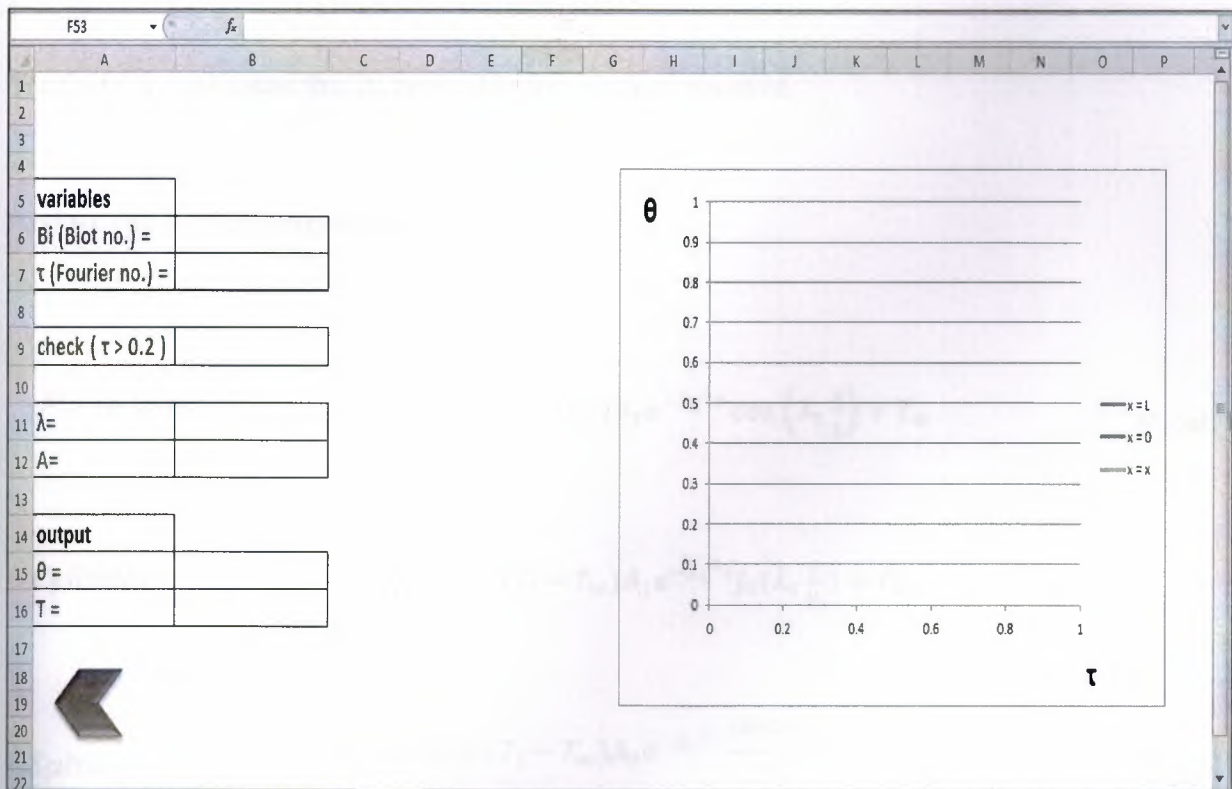 F53 fx
A B C D E F G H I J K L M N O P
1
2
3
4
5 variables
6 Bi (Biot no.) =
7 τ (Fourier no.) =
8
9 check ( τ > 0.2 )
10
11 λ=
12 A=
13
14 output
15 θ =
16 T =
17
18
19
20
21
22
θ
1
0.9
0.8
0.7
0.6
0.5
0.4
0.3
0.2
0.1
0
0 0.2 0.4 0.6 0.8 1
τ
x = L
x = 0
x = x